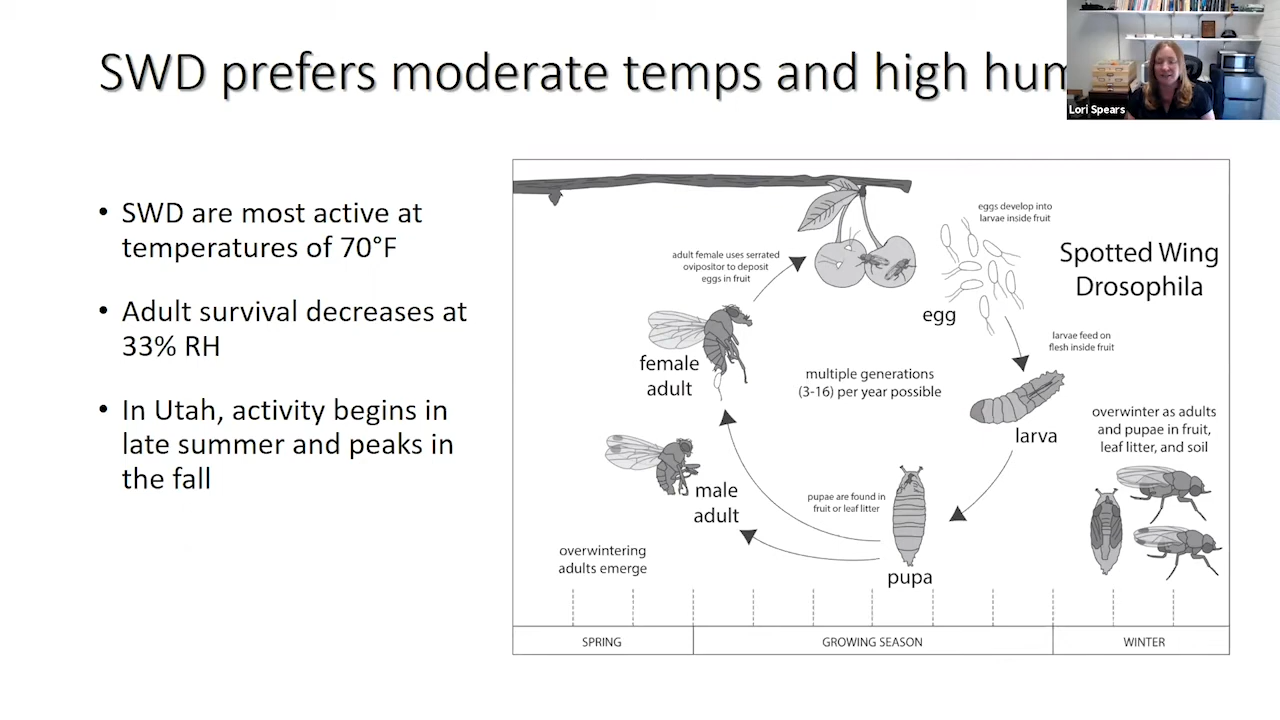 SWD prefers moderate temps and high hum
Lori Spears
• SWD are most active at
temperatures of 70°F
• Adult survival decreases at
33% RH
• In Utah, activity begins in
late summer and peaks in
the fall
eggs develop into
larvae inside fruit
Spotted Wing
Drosophila
adult female uses serrated
ovipositor to deposit
eggs in fruit
egg
larvae feed on
flesh inside fruit
female
adult
multiple generations
(3-16) per year possible
larva
overwinter as adults
and pupae in fruit,
leaf litter, and soil
male
adult
pupae are found in
fruit or leaf litter
overwintering
adults emerge
pupa
SPRING
GROWING SEASON
WINTER